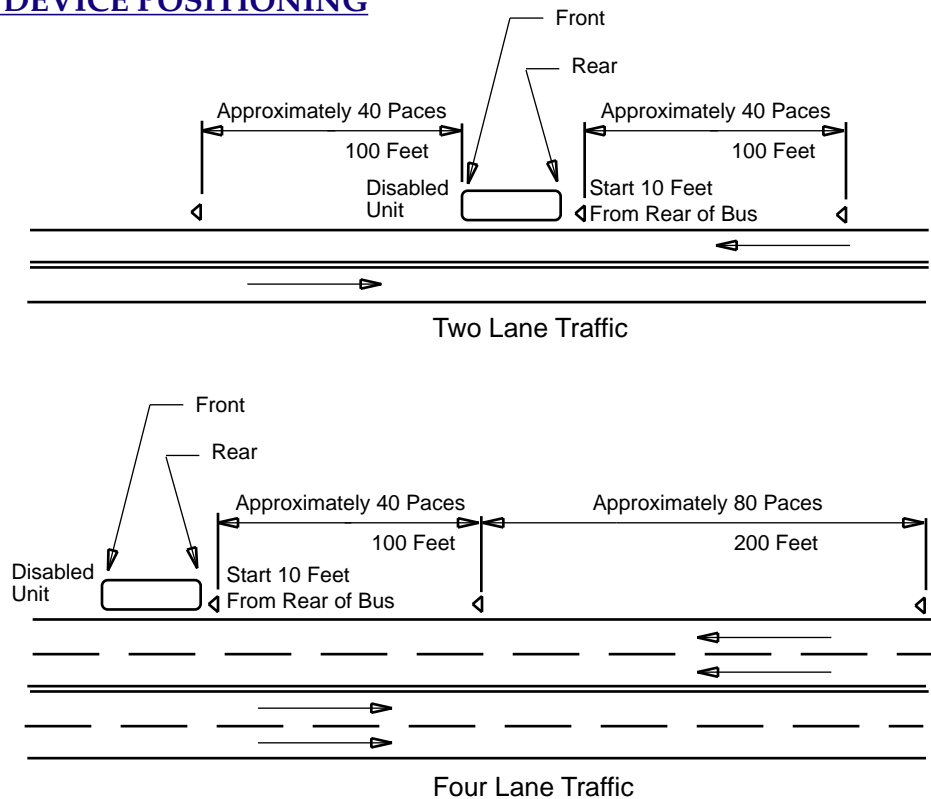 DEVICE POSITIONING
Front
Rear
Approximately 40 Paces
100 Feet
Approximately 40 Paces
100 Feet
Disabled
Unit
Start 10 Feet
From Rear of Bus
Two Lane Traffic
Front
Rear
Approximately 40 Paces
100 Feet
Approximately 80 Paces
200 Feet
Disabled
Unit
Start 10 Feet
From Rear of Bus
Four Lane Traffic